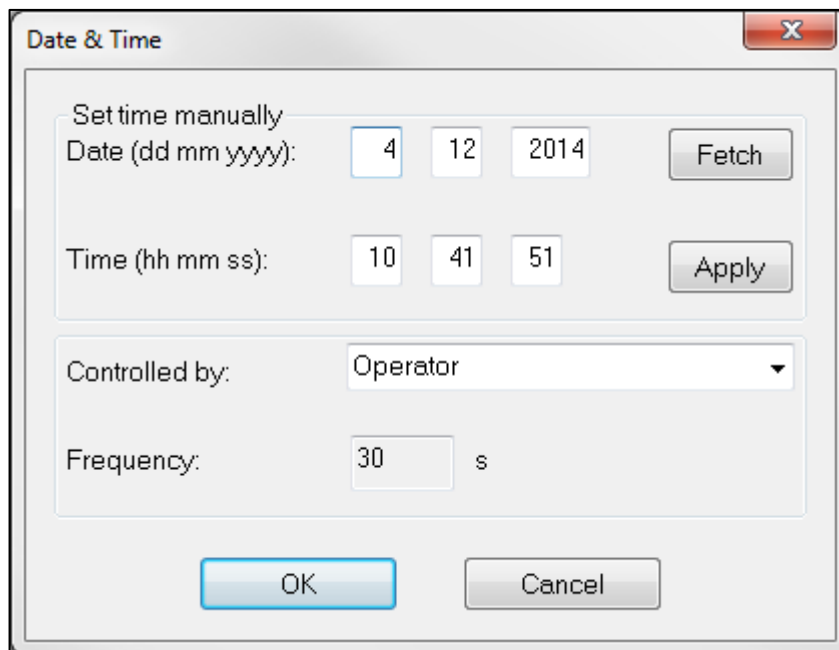 Date & Time
Set time manually
Date (dd mm yyyy): 4 12 2014 Fetch
Time (hh mm ss): 10 41 51 Apply
Controlled by: Operator
Frequency: 30 s
OK Cancel